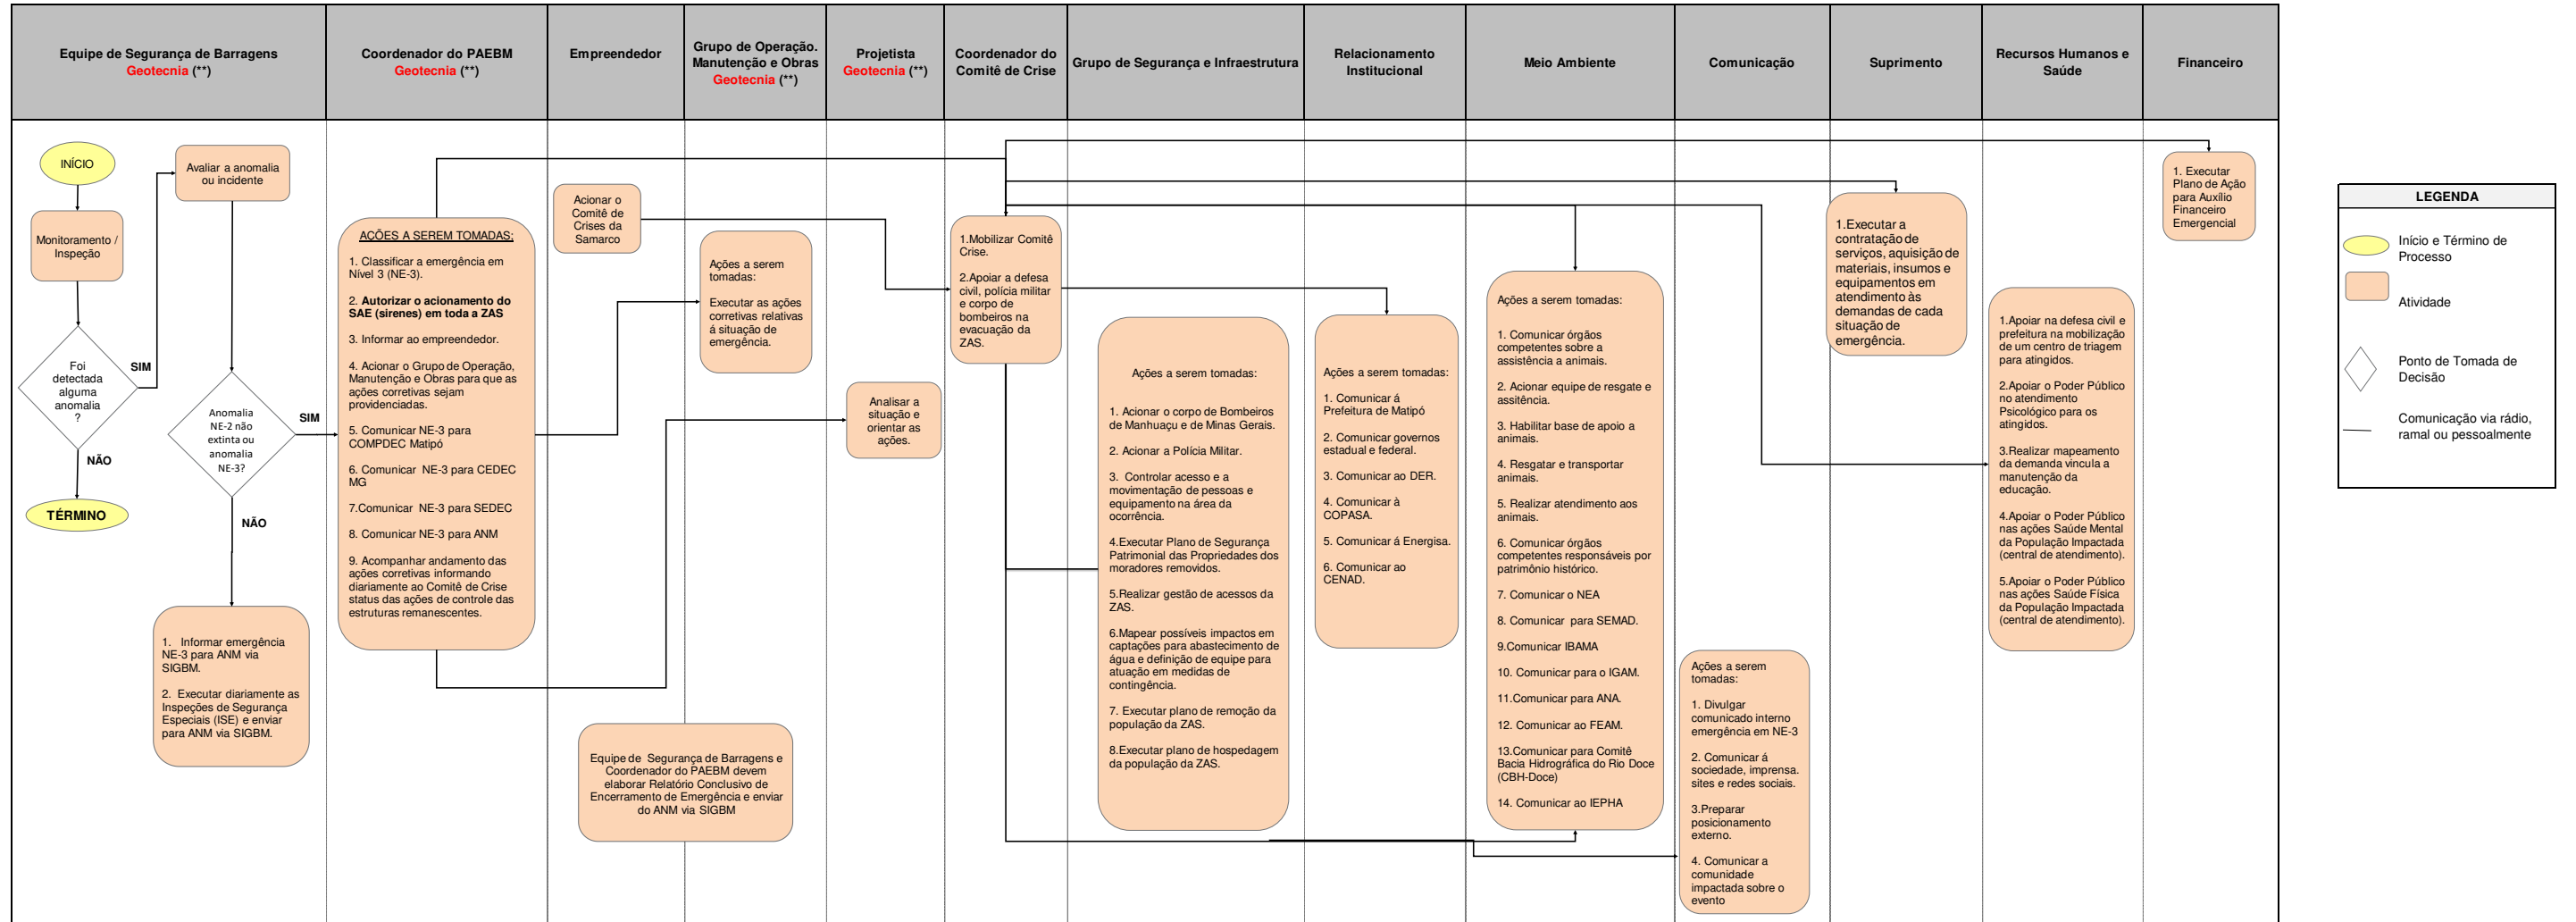 Equipe de Segurança de Barragens
Geotecnia (**)
Coordenador do PAEBM
Geotecnia (**)
Empreendedor
Grupo de Operação.
Manutenção e Obras
Geotecnia (**)
Projetista
Geotecnia (**)
Coordenador do
Comitê de Crise
Grupo de Segurança e Infraestrutura
Relacionamento
Institucional
Meio Ambiente
Comunicação
Suprimento
Recursos Humanos e
Saúde
Financeiro
INÍCIO
Monitoramento /
Inspeção
Foi
detectada
alguma
anomalia
?
SIM
NÃO
TÉRMINO
Avaliar a anomalia
ou incidente
Anomalia
NE-2 não
extinta ou
anomalia
NE-3?
SIM
NÃO
1. Informar emergência
NE-3 para ANM via
SIGBM.
2. Executar diariamente as
Inspeções de Segurança
Especiais (ISE) e enviar
para ANM via SIGBM.
AÇÕES A SEREM TOMADAS:
1. Classificar a emergência em
Nível 3 (NE-3).
2. Autorizar o acionamento do
SAE (sirenes) em toda a ZAS
3. Informar ao empreendedor.
4. Acionar o Grupo de Operação,
Manutenção e Obras para que as
ações corretivas sejam
providenciadas.
5. Comunicar NE-3 para
COMPDEC Matipó
6. Comunicar NE-3 para CEDEC
MG
7.Comunicar NE-3 para SEDEC
8. Comunicar NE-3 para ANM
9. Acompanhar andamento das
ações corretivas informando
diariamente ao Comitê de Crise
status das ações de controle das
estruturas remanescentes.
Acionar o
Comitê de
Crises da
Samarco
Ações a serem
tomadas:
Executar as ações
corretivas relativas
á situação de
emergência.
Equipe de Segurança de Barragens e
Coordenador do PAEBM devem
elaborar Relatório Conclusivo de
Encerramento de Emergência e enviar
do ANM via SIGBM
Analisar a
situação e
orientar as
ações.
1.Mobilizar Comitê
Crise.
2.Apoiar a defesa
civil, polícia militar
e corpo de
bombeiros na
evacuação da
ZAS.
Ações a serem tomadas:
1. Acionar o corpo de Bombeiros
de Manhuaçu e de Minas Gerais.
2. Acionar a Polícia Militar.
3. Controlar acesso e a
movimentação de pessoas e
equipamento na área da
ocorrência.
4.Executar Plano de Segurança
Patrimonial das Propriedades dos
moradores removidos.
5.Realizar gestão de acessos da
ZAS.
6.Mapear possíveis impactos em
captações para abastecimento de
água e definição de equipe para
atuação em medidas de
contingência.
7. Executar plano de remoção da
população da ZAS.
8.Executar plano de hospedagem
da população da ZAS.
Ações a serem tomadas:
1. Comunicar á
Prefeitura de Matipó
2. Comunicar governos
estadual e federal.
3. Comunicar ao DER.
4. Comunicar à
COPASA.
5. Comunicar á Energisa.
6. Comunicar ao
CENAD.
Ações a serem tomadas:
1. Comunicar órgãos
competentes sobre a
assistência a animais.
2. Acionar equipe de resgate e
assitência.
3. Habilitar base de apoio a
animais.
4. Resgatar e transportar
animais.
5. Realizar atendimento aos
animais.
6. Comunicar órgãos
competentes responsáveis por
patrimônio histórico.
7. Comunicar o NEA
8. Comunicar para SEMAD.
9.Comunicar IBAMA
10. Comunicar para o IGAM.
11.Comunicar para ANA.
12. Comunicar ao FEAM.
13.Comunicar para Comitê
Bacia Hidrográfica do Rio Doce
(CBH-Doce)
14. Comunicar ao IEPHA
Ações a serem
tomadas:
1. Divulgar
comunicado interno
emergência em NE-3
2. Comunicar á
sociedade, imprensa.
sites e redes sociais.
3.Preparar
posicionamento
externo.
4. Comunicar a
comunidade
impactada sobre o
evento
1.Executar a
contratação de
serviços, aquisição de
materiais, insumos e
equipamentos em
atendimento às
demandas de cada
situação de
emergência.
1.Apoiar na defesa civil e
prefeitura na mobilização
de um centro de triagem
para atingidos.
2.Apoiar o Poder Público
no atendimento
Psicológico para os
atingidos.
3.Realizar mapeamento
da demanda vincula a
manutenção da
educação.
4.Apoiar o Poder Público
nas ações Saúde Mental
da População Impactada
(central de atendimento).
5.Apoiar o Poder Público
nas ações Saúde Física
da População Impactada
(central de atendimento).
1. Executar
Plano de Ação
para Auxílio
Financeiro
Emergencial
LEGENDA
Início e Término de
Processo
Atividade
Ponto de Tomada de
Decisão
Comunicação via rádio,
ramal ou pessoalmente